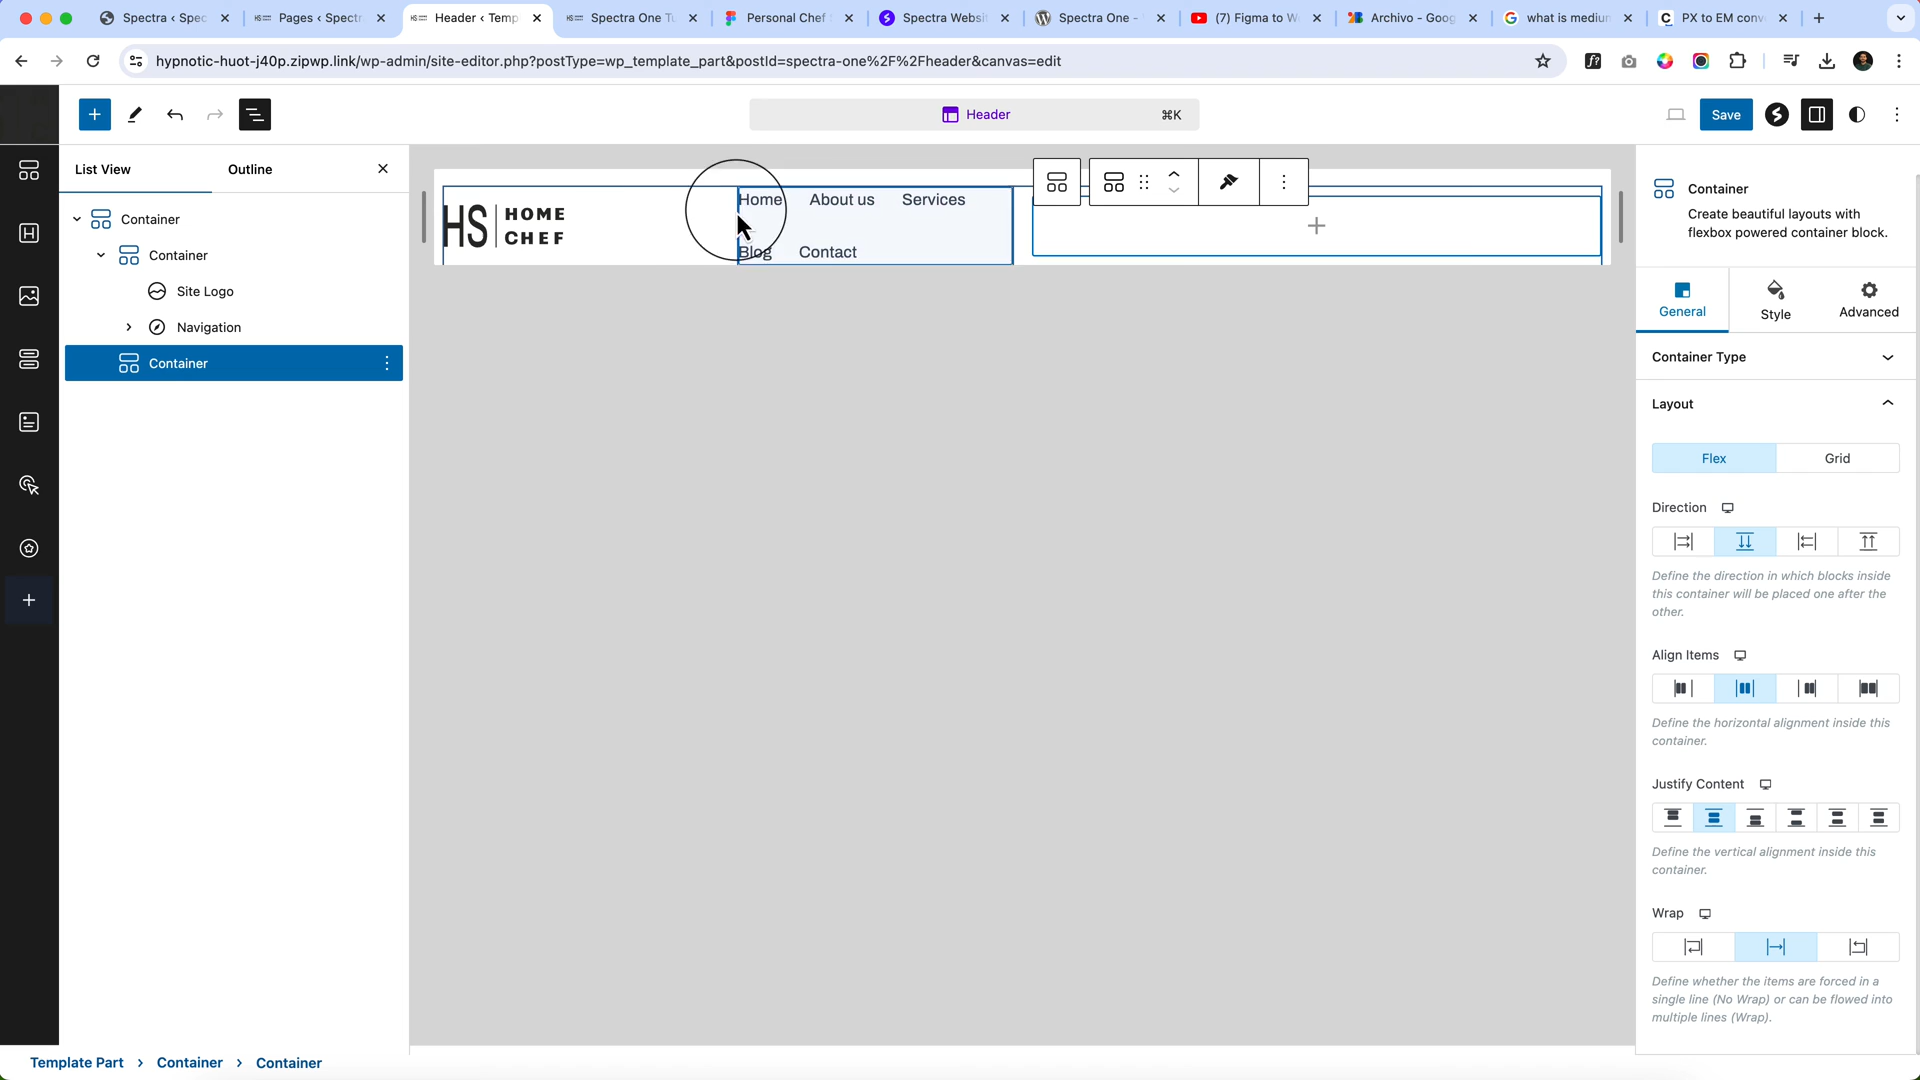 Spectra ‹ Spec
Pages ‹ Spectr
Header ‹ Temp
Spectra One Tu
Personal Chef
Spectra Websit
Spectra One -
(7) Figma to W
Archivo - Goog
what is medium
PX to EM conv
hypnotic-huot-j40p.zipwp.link/wp-admin/site-editor.php?postType=wp_template_part&postId=spectra-one%2F%2Fheader&canvas=edit
Header
⌘K
Save
List View
Outline
Container
Container
Site Logo
Navigation
Container
HS HOME CHEF
Home
About us
Services
Blog
Contact
Container
Create beautiful layouts with
flexbox powered container block.
General
Style
Advanced
Container Type
Layout
Flex
Grid
Direction
Define the direction in which blocks inside
this container will be placed one after the
other.
Align Items
Define the horizontal alignment inside this
container.
Justify Content
Define the vertical alignment inside this
container.
Wrap
Define whether the items are forced in a
single line (No Wrap) or can be flowed into
multiple lines (Wrap).
Template Part › Container › Container